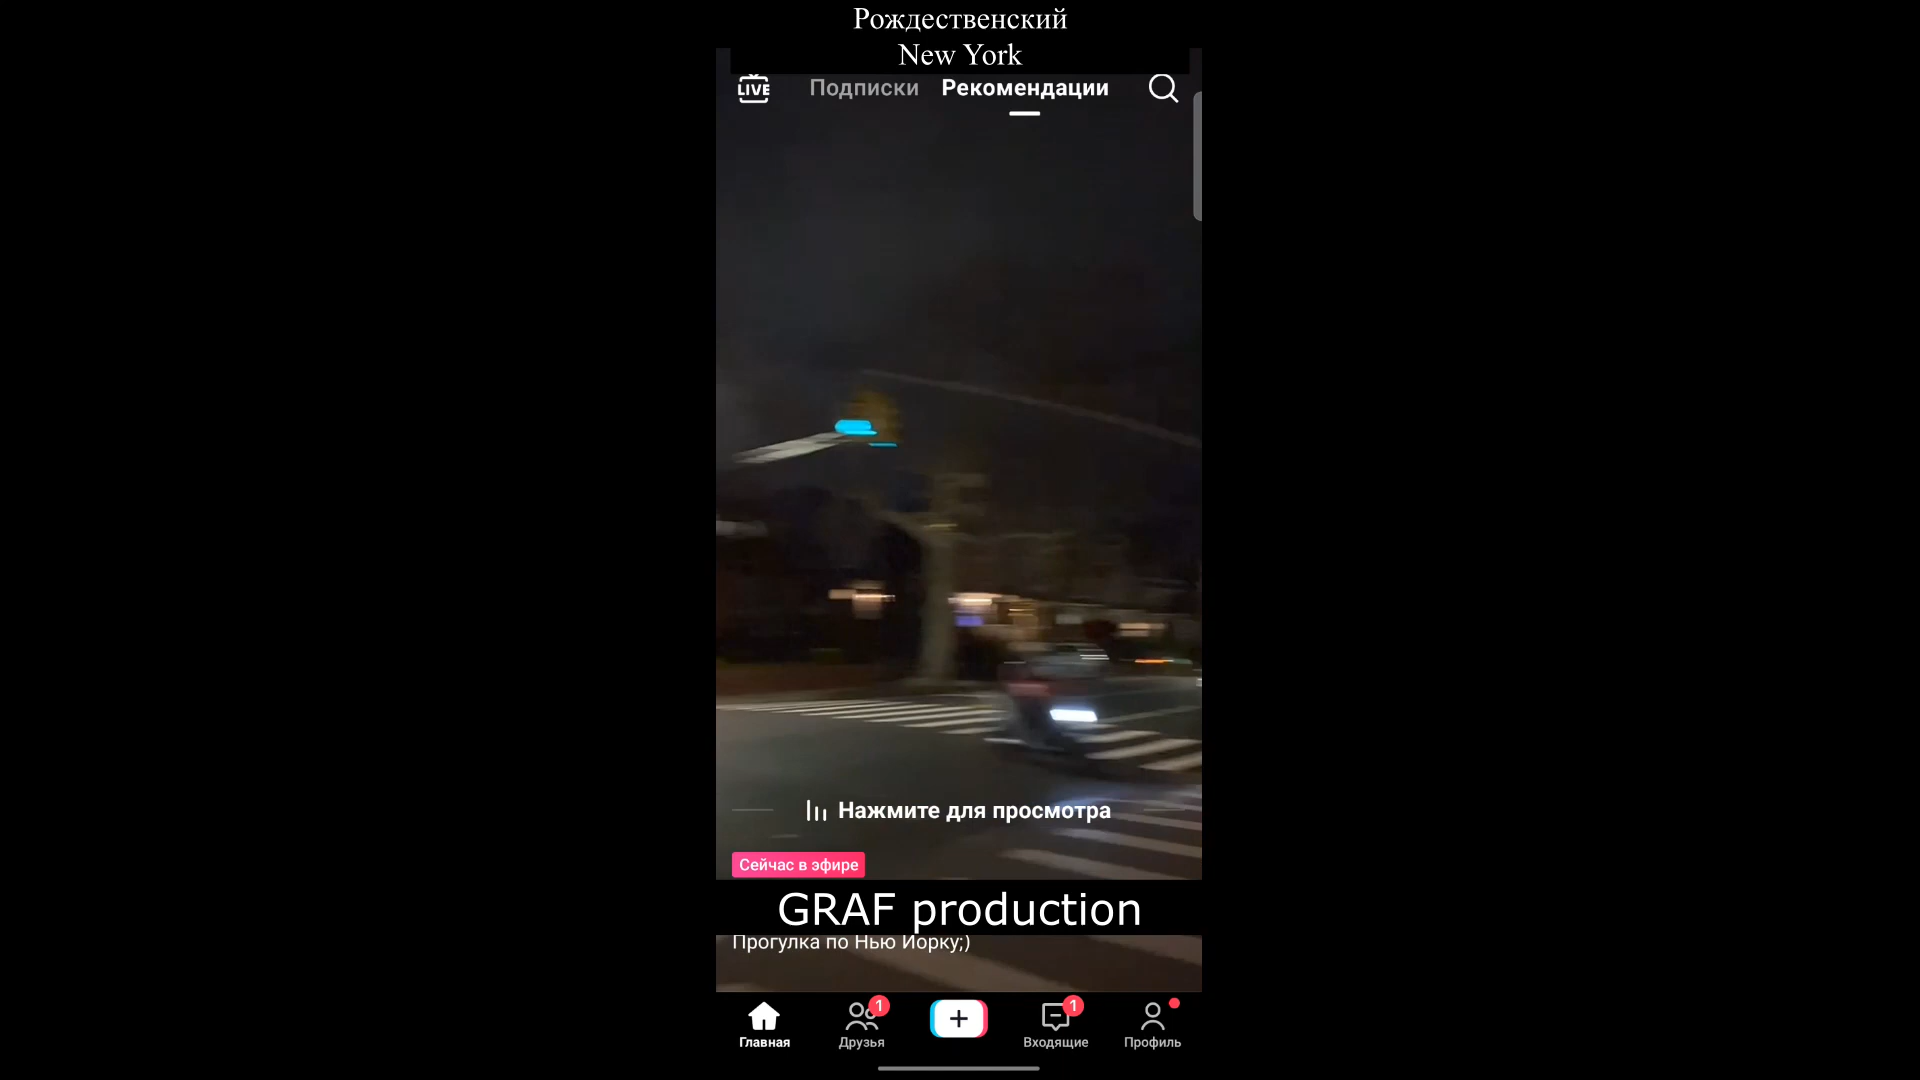 Рождественский
New York
LIVE
Подписки
Рекомендации
Нажмите для просмотра
Сейчас в эфире
GRAF production
Прогулка по Нью Йорку;)
1
1
Главная
Друзья
Входящие
Профиль